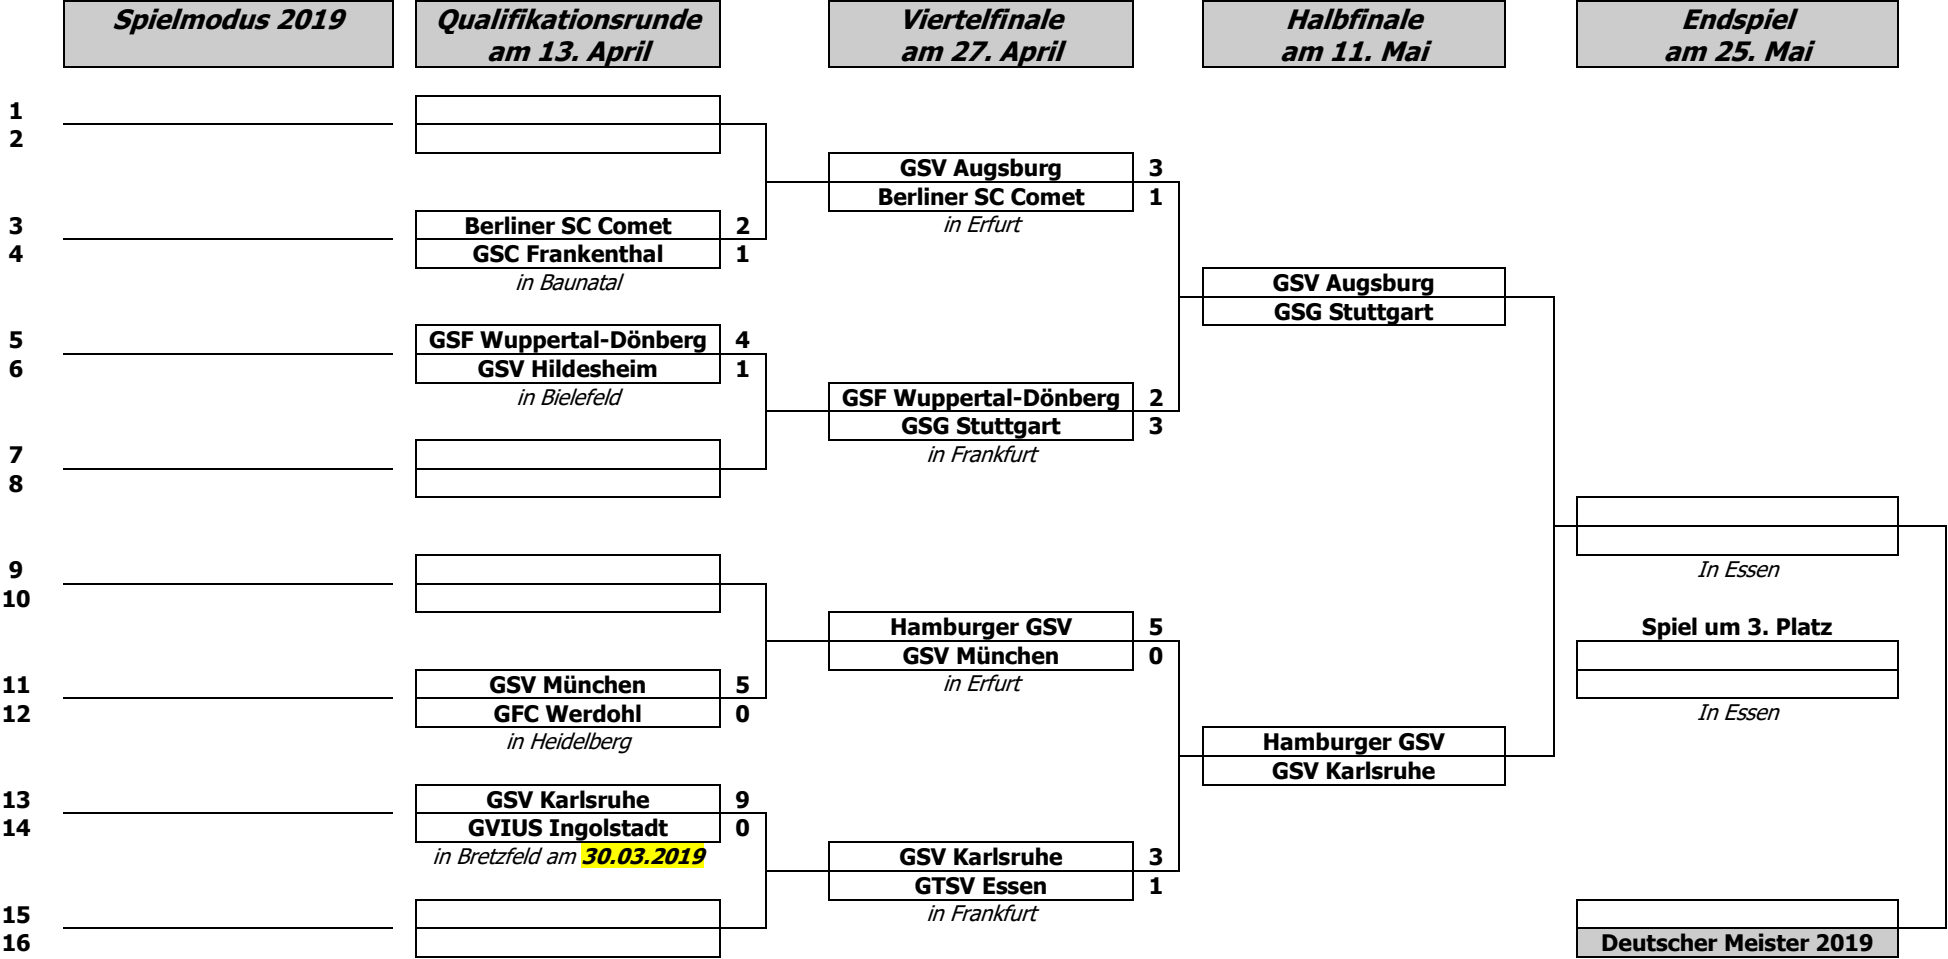 Spielmodus 2019
Qualifikationsrunde
am 13. April
Viertelfinale
am 27. April
Halbfinale
am 11. Mai
Endspiel
am 25. Mai
1
2
GSV Augsburg 3
Berliner SC Comet 1
in Erfurt
3 Berliner SC Comet 2
4 GSC Frankenthal 1
in Baunatal
GSV Augsburg
GSG Stuttgart
5 GSF Wuppertal-Dönberg 4
6 GSV Hildesheim 1
in Bielefeld
GSF Wuppertal-Dönberg 2
GSG Stuttgart 3
in Frankfurt
7
8
In Essen
9
10
Hamburger GSV 5
GSV München 0
in Erfurt
Spiel um 3. Platz
In Essen
11 GSV München 5
12 GFC Werdohl 0
in Heidelberg
Hamburger GSV
GSV Karlsruhe
13 GSV Karlsruhe 9
14 GVIUS Ingolstadt 0
in Bretzfeld am 30.03.2019
GSV Karlsruhe 3
GTSV Essen 1
in Frankfurt
15
16
Deutscher Meister 2019